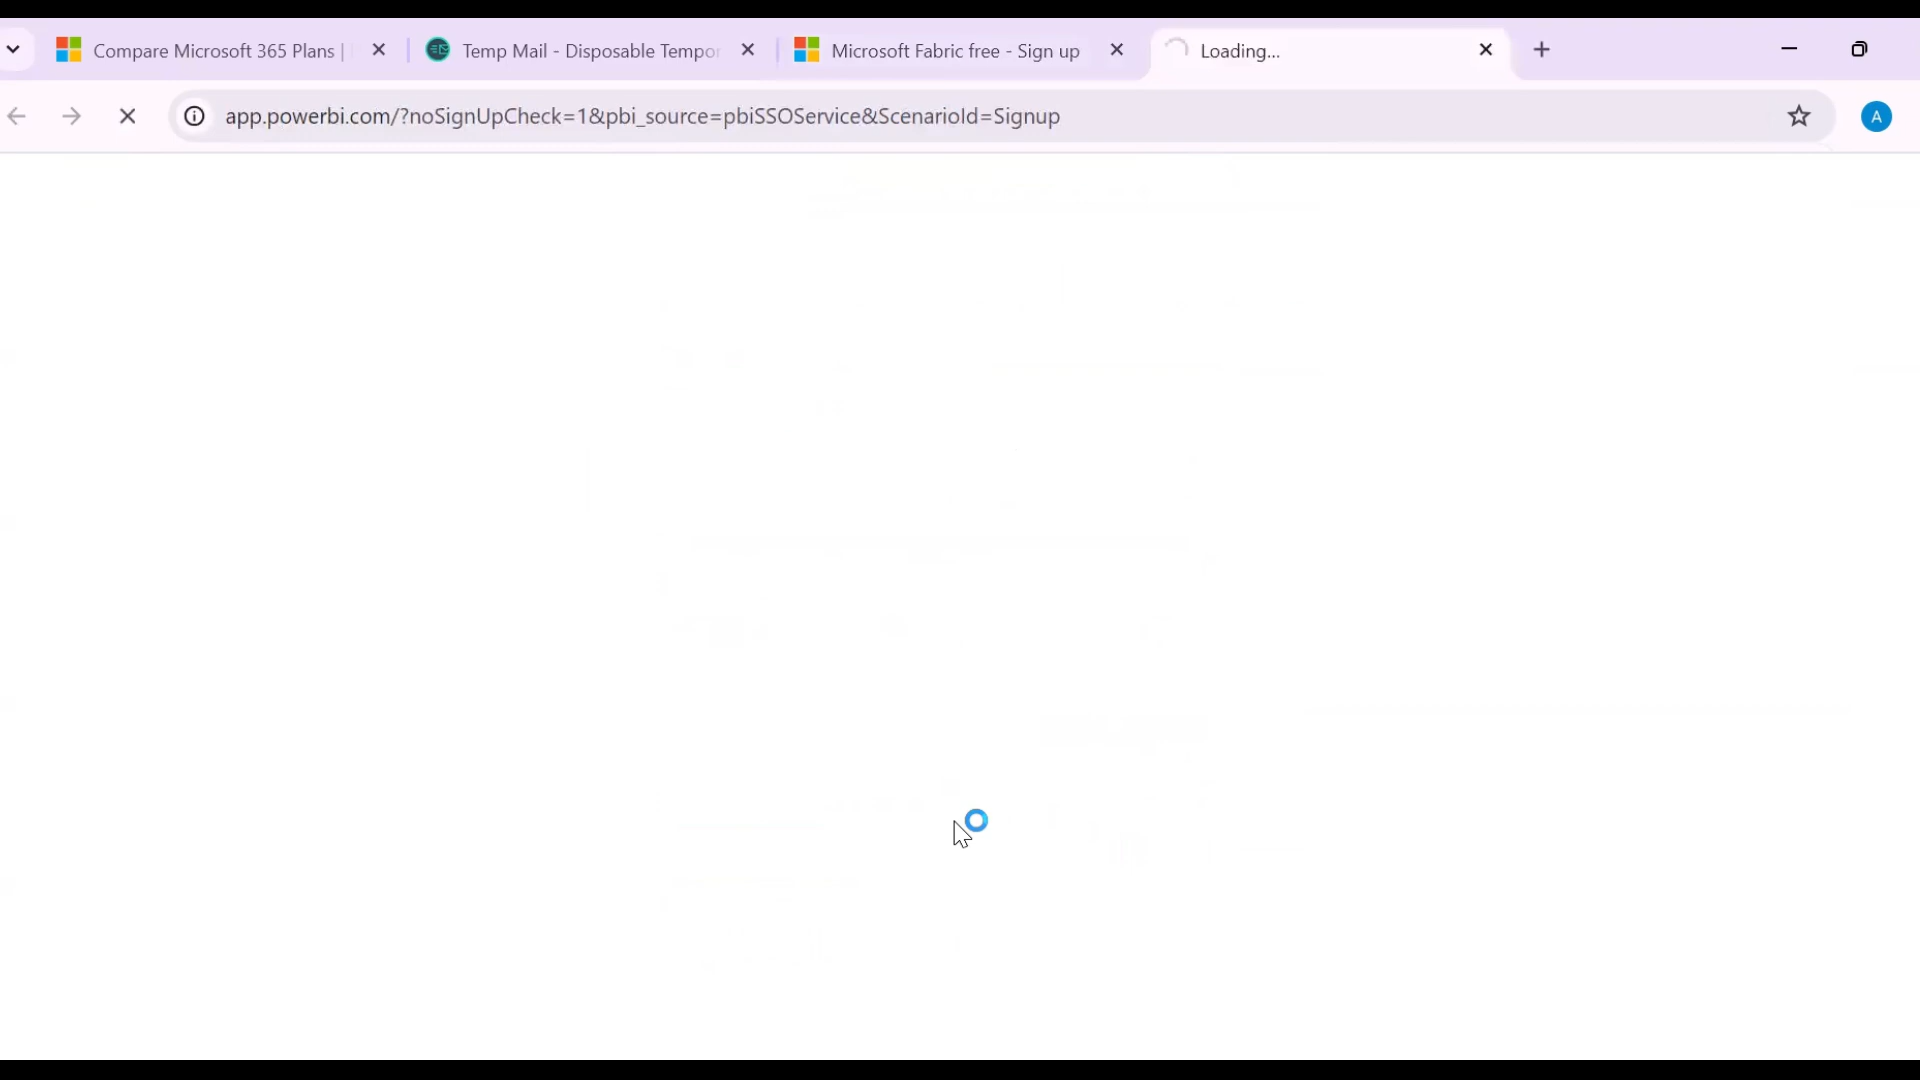 Compare Microsoft 365 Plans |
Temp Mail - Disposable Tempor
Microsoft Fabric free - Sign up
Loading...
app.powerbi.com/?noSignUpCheck=1&pbi_source=pbiSSOService&ScenarioId=Signup
A